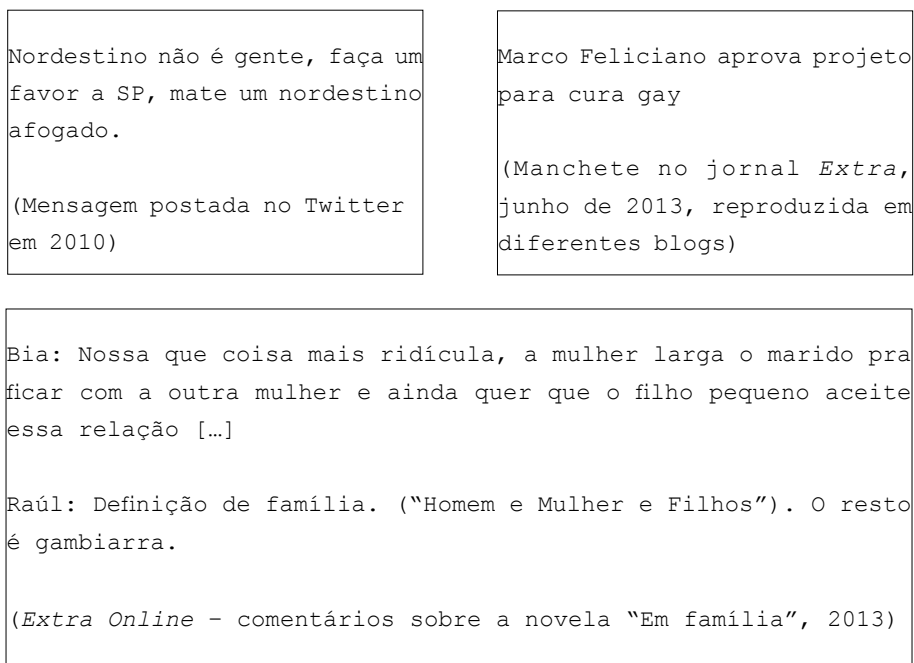 Nordestino não é gente, faça um
favor a SP, mate um nordestino
afogado.
(Mensagem postada no Twitter
em 2010)
Marco Feliciano aprova projeto
para cura gay
(Manchete no jornal Extra,
junho de 2013, reproduzida em
diferentes blogs)
Bia: Nossa que coisa mais ridícula, a mulher larga o marido pra
ficar com a outra mulher e ainda quer que o filho pequeno aceite
essa relação […]
Raúl: Definição de família. (“Homem e Mulher e Filhos”). O resto
é gambiarra.
(Extra Online – comentários sobre a novela “Em família”, 2013)